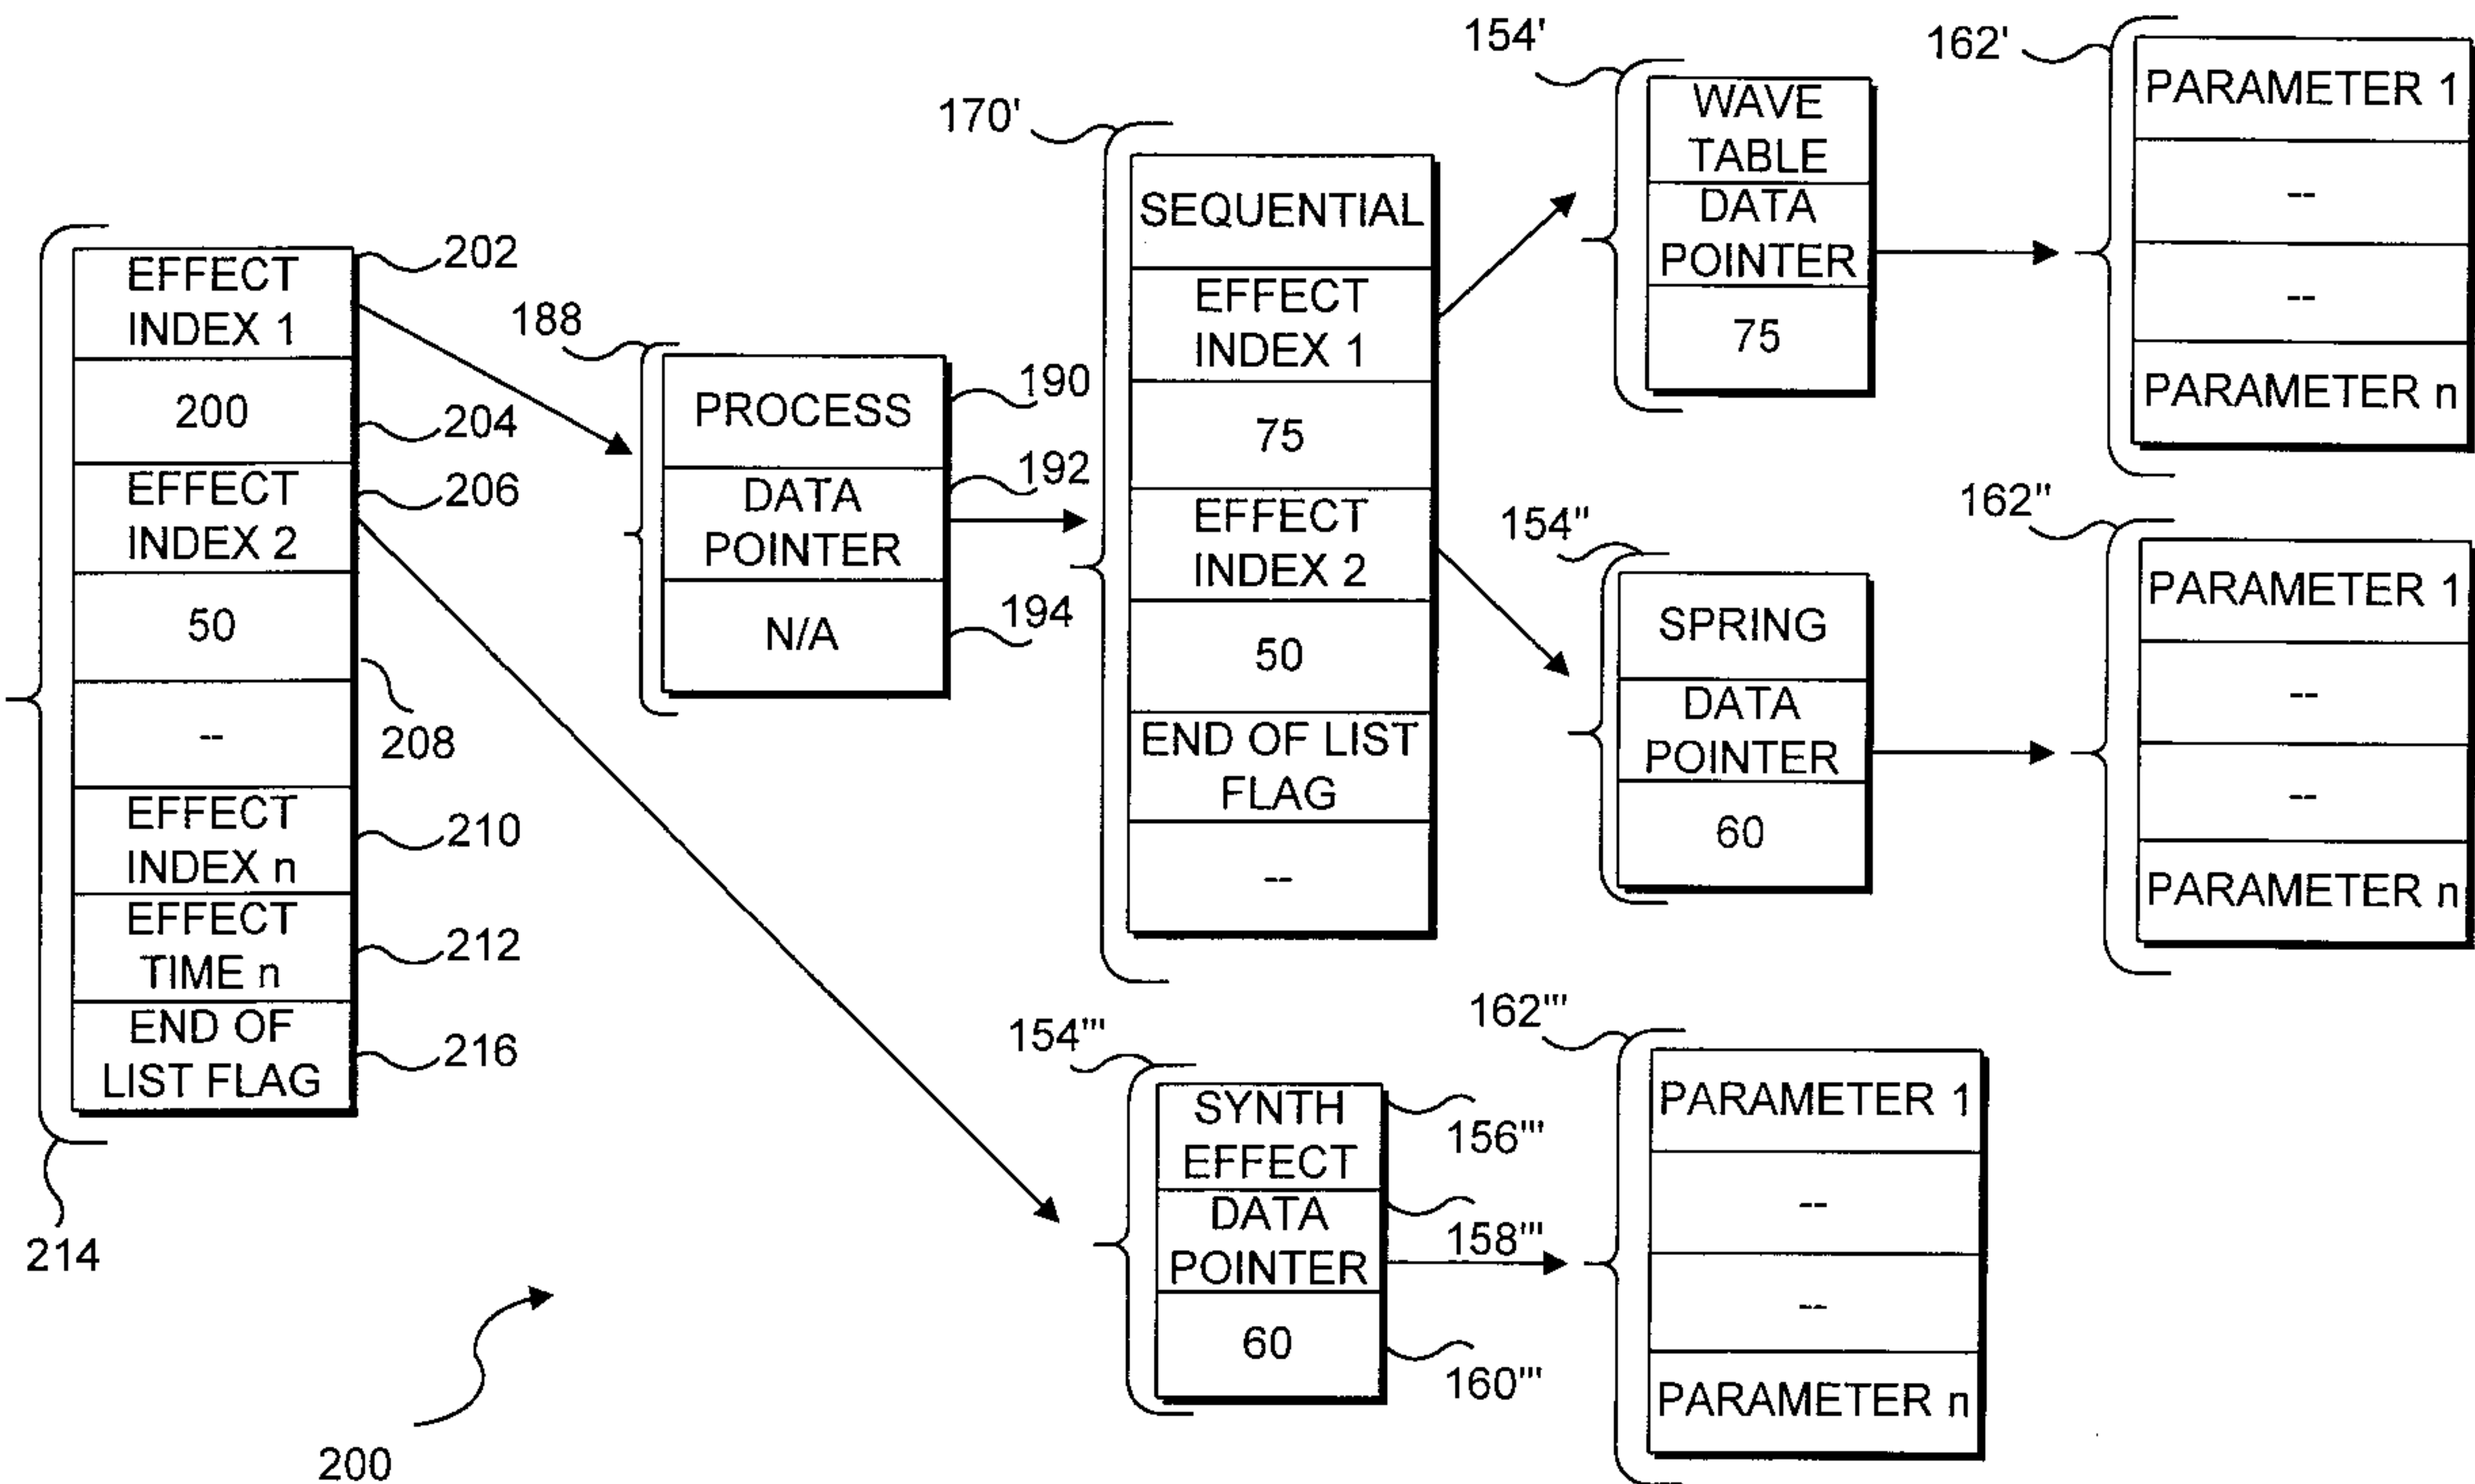 214
EFFECT
INDEX 1
200
EFFECT
INDEX 2
50
--
EFFECT
INDEX n
EFFECT
TIME n
END OF
LIST FLAG
202
204
206
208
210
212
216
200
188
PROCESS
DATA
POINTER
N/A
190
192
194
170'
SEQUENTIAL
EFFECT
INDEX 1
75
EFFECT
INDEX 2
50
END OF LIST
FLAG
--
154'
WAVE
TABLE
DATA
POINTER
75
162'
PARAMETER 1
--
--
PARAMETER n
154"
SPRING
DATA
POINTER
60
162"
PARAMETER 1
--
--
PARAMETER n
154'''
SYNTH
EFFECT
DATA
POINTER
60
156'''
158'''
160'''
162'''
PARAMETER 1
--
--
PARAMETER n